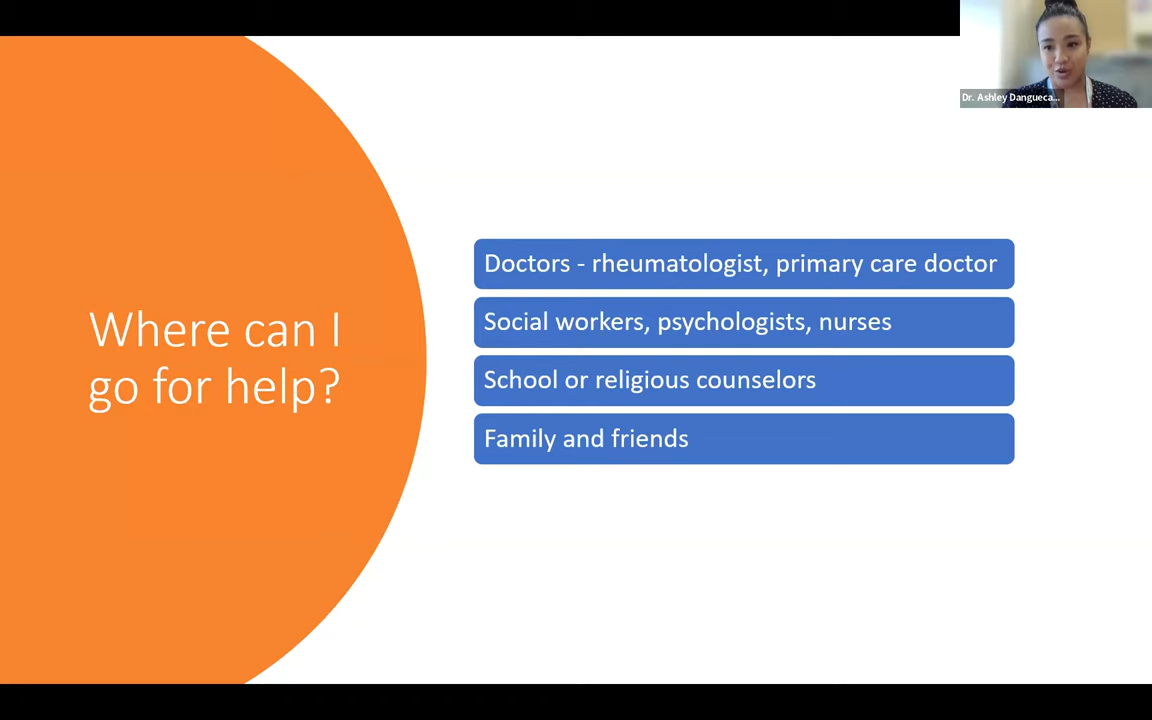 Dr. Ashley Dangueca...
Where can I
go for help?
Doctors - rheumatologist, primary care doctor
Social workers, psychologists, nurses
School or religious counselors
Family and friends